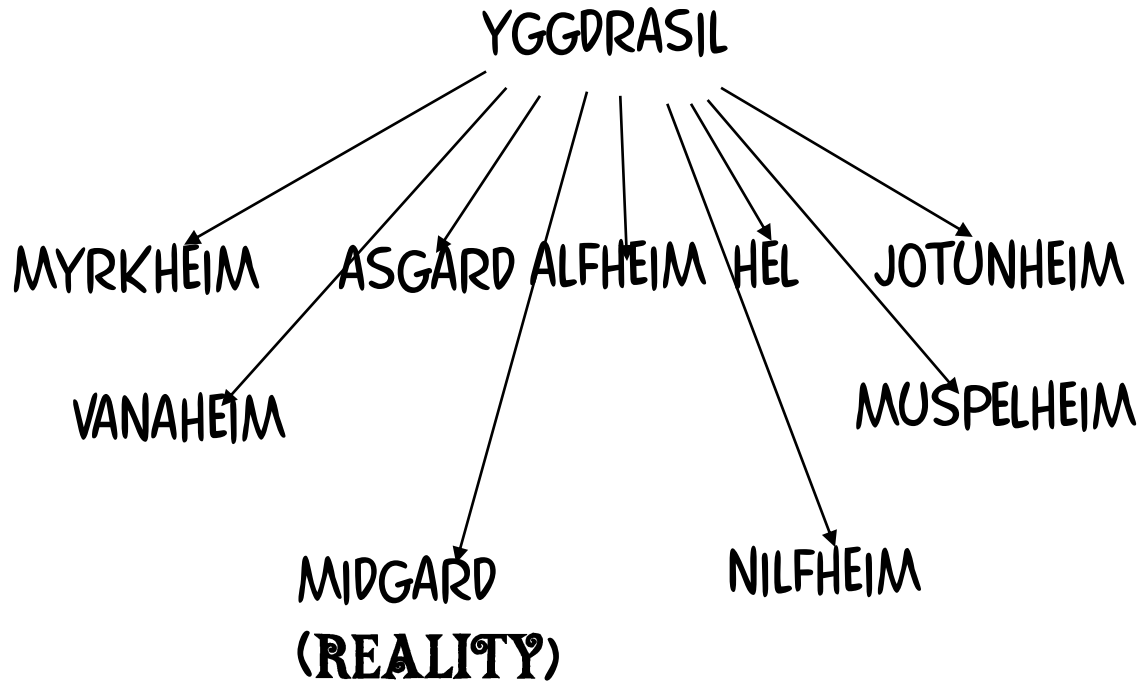 YGGDRASIL
MYRKHEIM ASGARD ALFHEIM HEL JOTUNHEIM
VANAHEIM MUSPELHEIM
MIDGARD NILFHEIM
(REALITY)